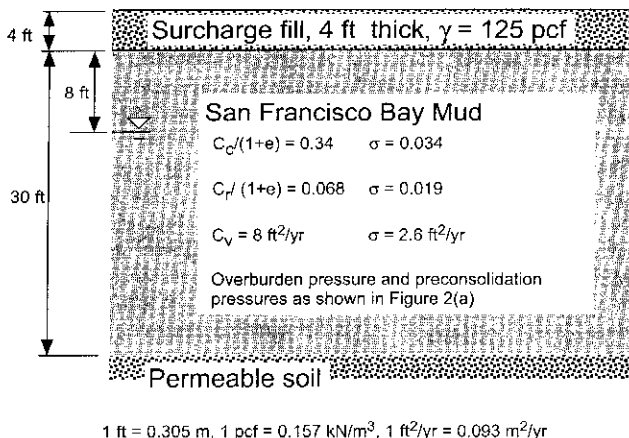 4 ft
Surcharge fill, 4 ft thick, γ = 125 pcf
8 ft
San Francisco Bay Mud
Cc/(1+e) = 0.34 σ = 0.034
30 ft
Cr/ (1+e) = 0.068 σ = 0.019
Cv = 8 ft²/yr σ = 2.6 ft²/yr
Overburden pressure and preconsolidation
pressures as shown in Figure 2(a)
Permeable soil
1 ft = 0.305 m, 1 pcf = 0.157 kN/m³, 1 ft²/yr = 0.093 m²/yr